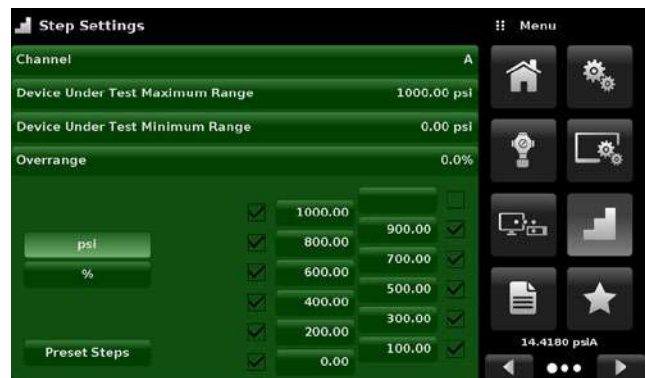 Step Settings
Menu
Channel A
Device Under Test Maximum Range 1000.00 psi
Device Under Test Minimum Range 0.00 psi
Overrange 0.0%
1000.00
900.00
psi
800.00
700.00
%
600.00
500.00
400.00
300.00
200.00
Preset Steps
100.00
0.00
14.4180 psiA